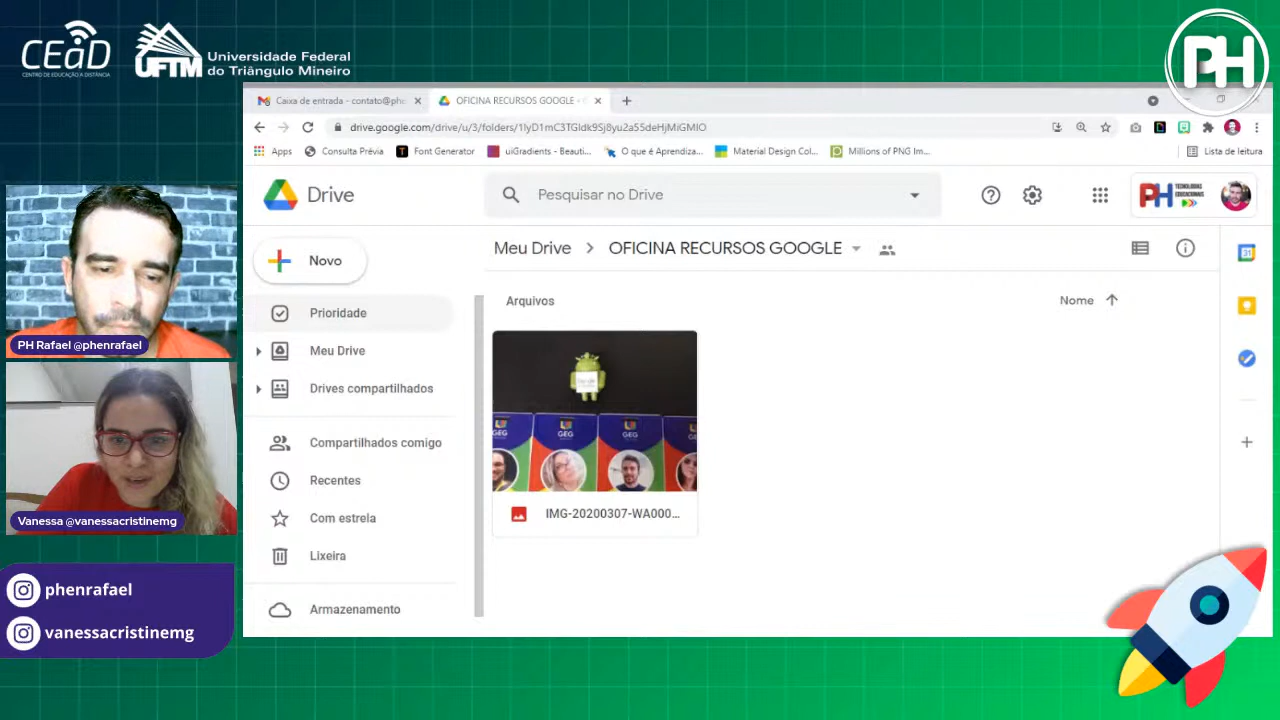 CEaD
CENTRO DE EDUCAÇÃO A DISTÂNCIA
UFTM
Universidade Federal
do Triângulo Mineiro
PH
Caixa de entrada - contato@phe
OFICINA RECURSOS GOOGLE -
drive.google.com/drive/u/3/folders/1lyD1mC3TGldk9Sj8yu2a55deHjMiGMIO
Apps
Consulta Prévia
Font Generator
uiGradients - Beauti...
O que é Aprendiza...
Material Design Col...
Millions of PNG Im...
Lista de leitura
Drive
Pesquisar no Drive
PH TECNOLOGIAS
EDUCACIONAIS
Novo
Meu Drive > OFICINA RECURSOS GOOGLE
Prioridade
Meu Drive
Drives compartilhados
Compartilhados comigo
Recentes
Com estrela
Lixeira
Armazenamento
Arquivos
Nome
31
GEG
GEG
GEG
GEG
IMG-20200307-WA000...
PH Rafael @phenrafael
Vanessa @vanessacristinemg
phenrafael
vanessacristinemg